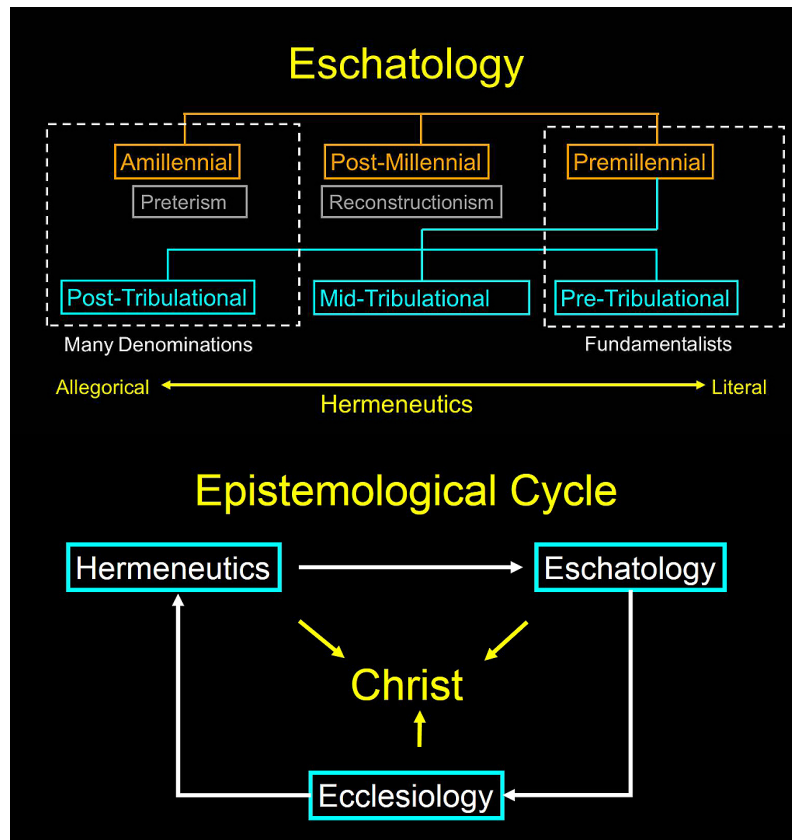 Eschatology
Amillennial
Post-Millennial
Premillennial
Preterism
Reconstructionism
Post-Tribulational
Mid-Tribulational
Pre-Tribulational
Many Denominations
Fundamentalists
Allegorical
Hermeneutics
Literal
Epistemological Cycle
Hermeneutics
Eschatology
Christ
Ecclesiology